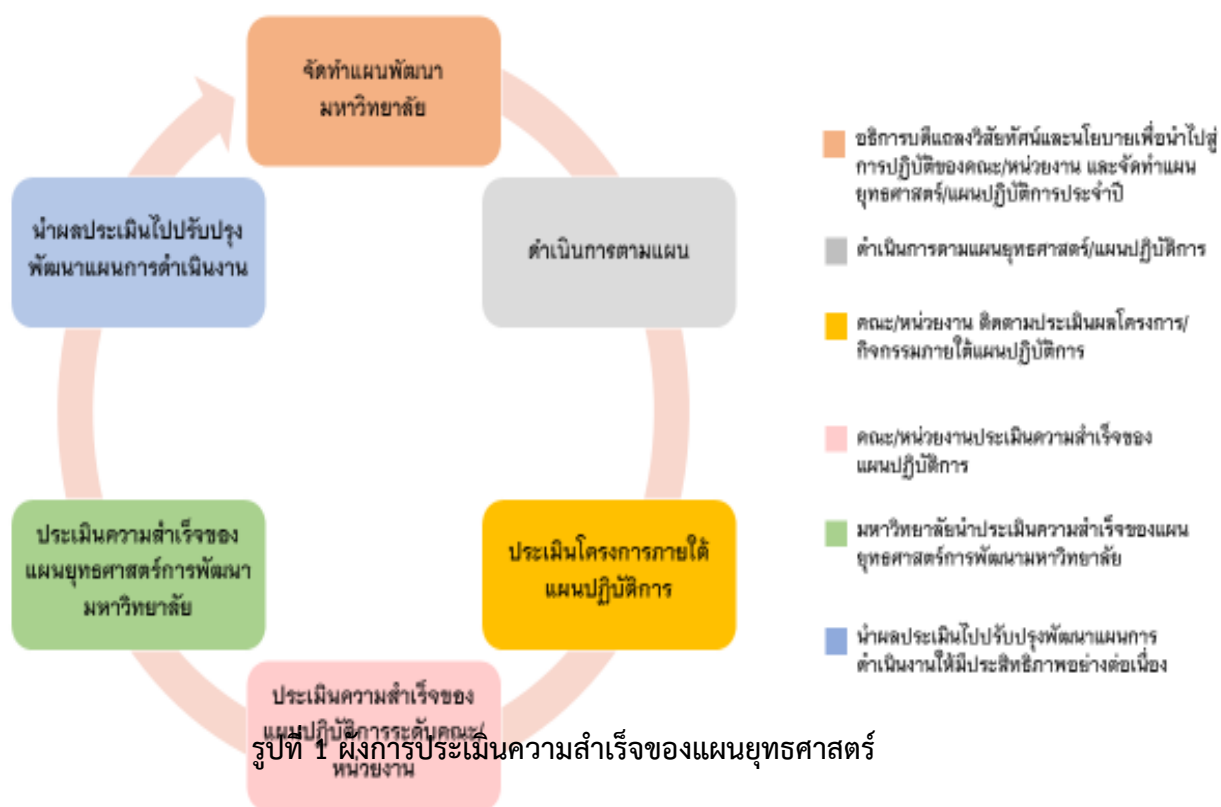 จัดทำแผนพัฒนา
มหาวิทยาลัย
ดำเนินการตามแผน
ประเมินโครงการภายใต้
แผนปฏิบัติการ
ประเมินความสำเร็จของ
แผนปฏิบัติการระดับคณะ/
หน่วยงาน
ประเมินความสำเร็จของ
แผนยุทธศาสตร์การพัฒนา
มหาวิทยาลัย
นำผลประเมินไปปรับปรุง
พัฒนาแผนการดำเนินงาน
อธิการบดีแถลงวิสัยทัศน์และนโยบายเพื่อนำไปสู่
การปฏิบัติของคณะ/หน่วยงาน และจัดทำแผน
ยุทธศาสตร์/แผนปฏิบัติการประจำปี
ดำเนินการตามแผนยุทธศาสตร์/แผนปฏิบัติการ
คณะ/หน่วยงาน ติดตามประเมินผลโครงการ/
กิจกรรมภายใต้แผนปฏิบัติการ
คณะ/หน่วยงานประเมินความสำเร็จของ
แผนปฏิบัติการ
มหาวิทยาลัยนำประเมินความสำเร็จของแผน
ยุทธศาสตร์การพัฒนามหาวิทยาลัย
นำผลประเมินไปปรับปรุงพัฒนาแผนการ
ดำเนินงานให้มีประสิทธิภาพอย่างต่อเนื่อง
รูปที่ 1 ผังการประเมินความสำเร็จของแผนยุทธศาสตร์